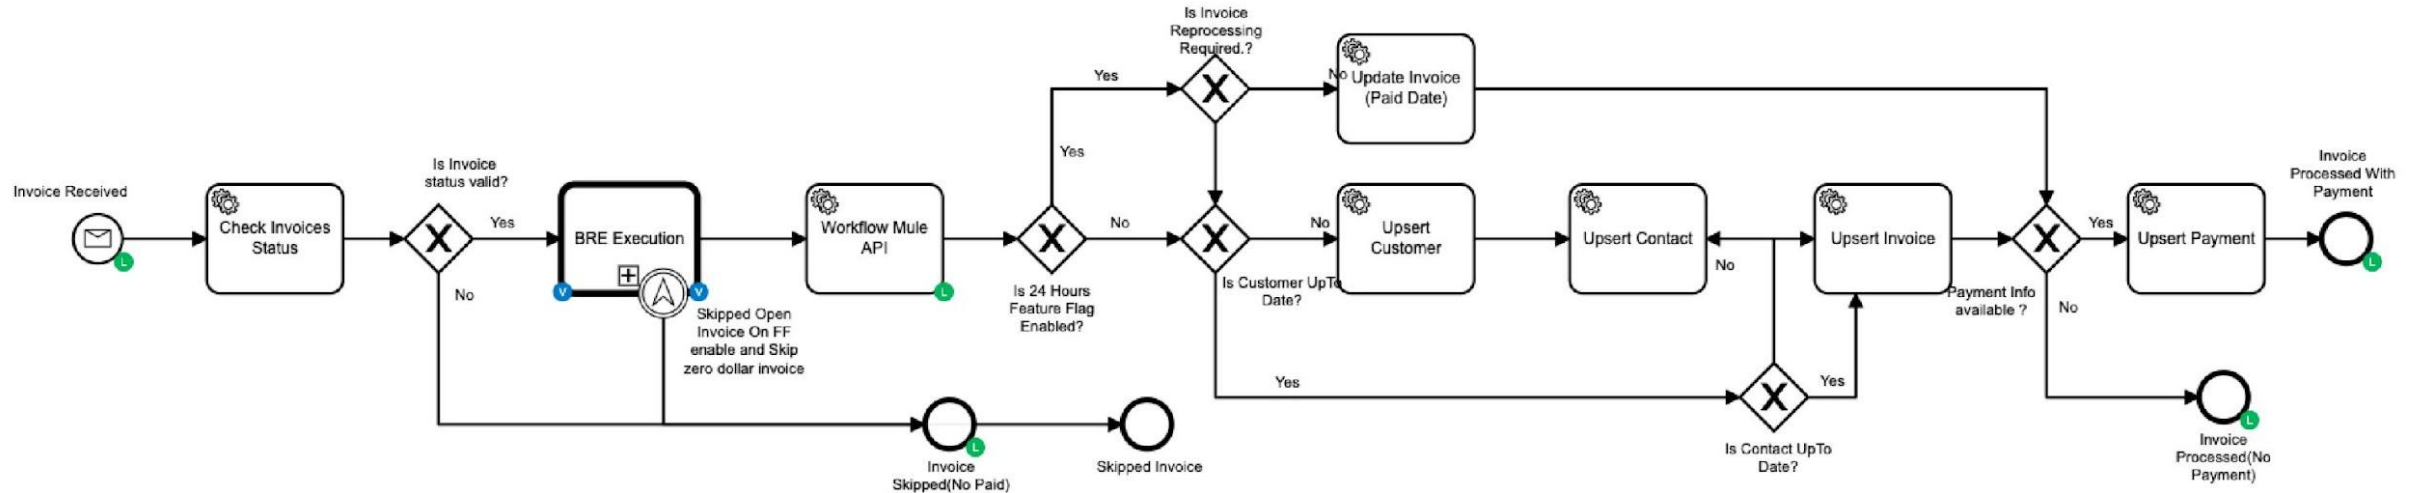 Invoice Received
L
Check Invoices
Status
Is Invoice
status valid?
Yes
No
BRE Execution
V
V
Skipped Open
Invoice On FF
enable and Skip
zero dollar invoice
Workflow Mule
API
L
Invoice
Skipped(No Paid)
L
Skipped Invoice
Is 24 Hours
Feature Flag
Enabled?
Yes
Yes
No
Is Invoice
Reprocessing
Required.?
No
Update Invoice
(Paid Date)
Is Customer UpTo
Date?
No
Yes
Upsert
Customer
Upsert Contact
No
Is Contact UpTo
Date?
Yes
Upsert Invoice
Payment Info
available ?
Yes
No
Upsert Payment
Invoice
Processed With
Payment
L
Invoice
Processed(No
Payment)
L